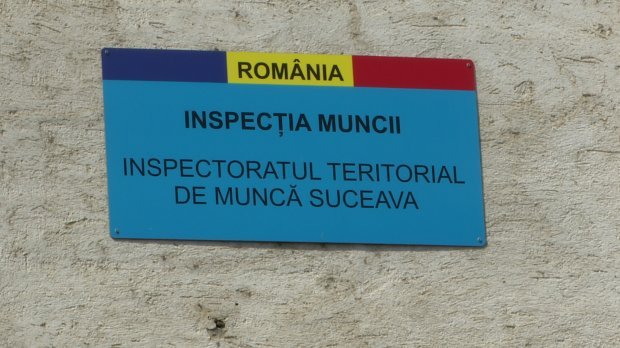 ROMÂNIA
INSPECȚIA MUNCII
INSPECTORATUL TERITORIAL
DE MUNCĂ SUCEAVA